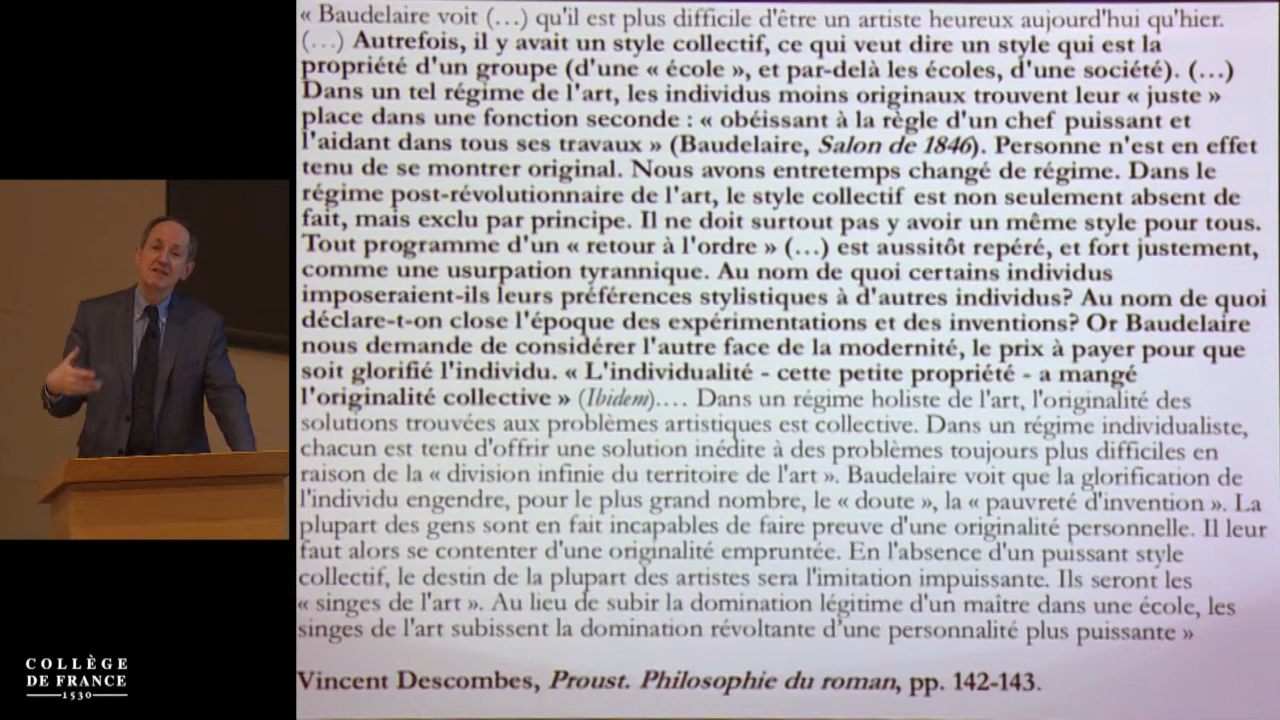 « Baudelaire voit (…) qu'il est plus difficile d'être un artiste heureux aujourd'hui qu'hier.
(…) Autrefois, il y avait un style collectif, ce qui veut dire un style qui est la
propriété d'un groupe (d'une « école », et par-delà les écoles, d'une société). (…)
Dans un tel régime de l'art, les individus moins originaux trouvent leur « juste »
place dans une fonction seconde : « obéissant à la règle d'un chef puissant et
l'aidant dans tous ses travaux » (Baudelaire, Salon de 1846). Personne n'est en effet
tenu de se montrer original. Nous avons entretemps changé de régime. Dans le
régime post-révolutionnaire de l'art, le style collectif est non seulement absent de
fait, mais exclu par principe. Il ne doit surtout pas y avoir un même style pour tous.
Tout programme d'un « retour à l'ordre » (…) est aussitôt repéré, et fort justement,
comme une usurpation tyrannique. Au nom de quoi certains individus
imposeraient-ils leurs préférences stylistiques à d'autres individus? Au nom de quoi
déclare-t-on close l'époque des expérimentations et des inventions? Or Baudelaire
nous demande de considérer l'autre face de la modernité, le prix à payer pour que
soit glorifié l'individu. « L'individualité - cette petite propriété - a mangé
l'originalité collective » (Ibidem).… Dans un régime holiste de l'art, l'originalité des
solutions trouvées aux problèmes artistiques est collective. Dans un régime individualiste,
chacun est tenu d'offrir une solution inédite à des problèmes toujours plus difficiles en
raison de la « division infinie du territoire de l'art ». Baudelaire voit que la glorification de
l'individu engendre, pour le plus grand nombre, le « doute », la « pauvreté d'invention ». La
plupart des gens sont en fait incapables de faire preuve d'une originalité personnelle. Il leur
faut alors se contenter d'une originalité empruntée. En l'absence d'un puissant style
collectif, le destin de la plupart des artistes sera l'imitation impuissante. Ils seront les
« singes de l'art ». Au lieu de subir la domination légitime d'un maître dans une école, les
singes de l'art subissent la domination révoltante d'une personnalité plus puissante »
Vincent Descombes, Proust. Philosophie du roman, pp. 142-143.
COLLÈGE
DE FRANCE
1530